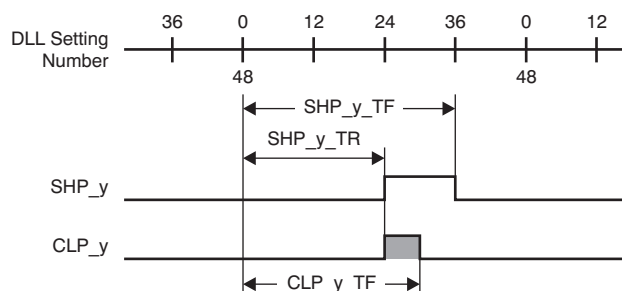 36 0 12 24 36 0 12
DLL Setting
Number
48 48
SHP_y_TF
SHP_y_TR
SHP_y
CLP_y
CLP_y_TF